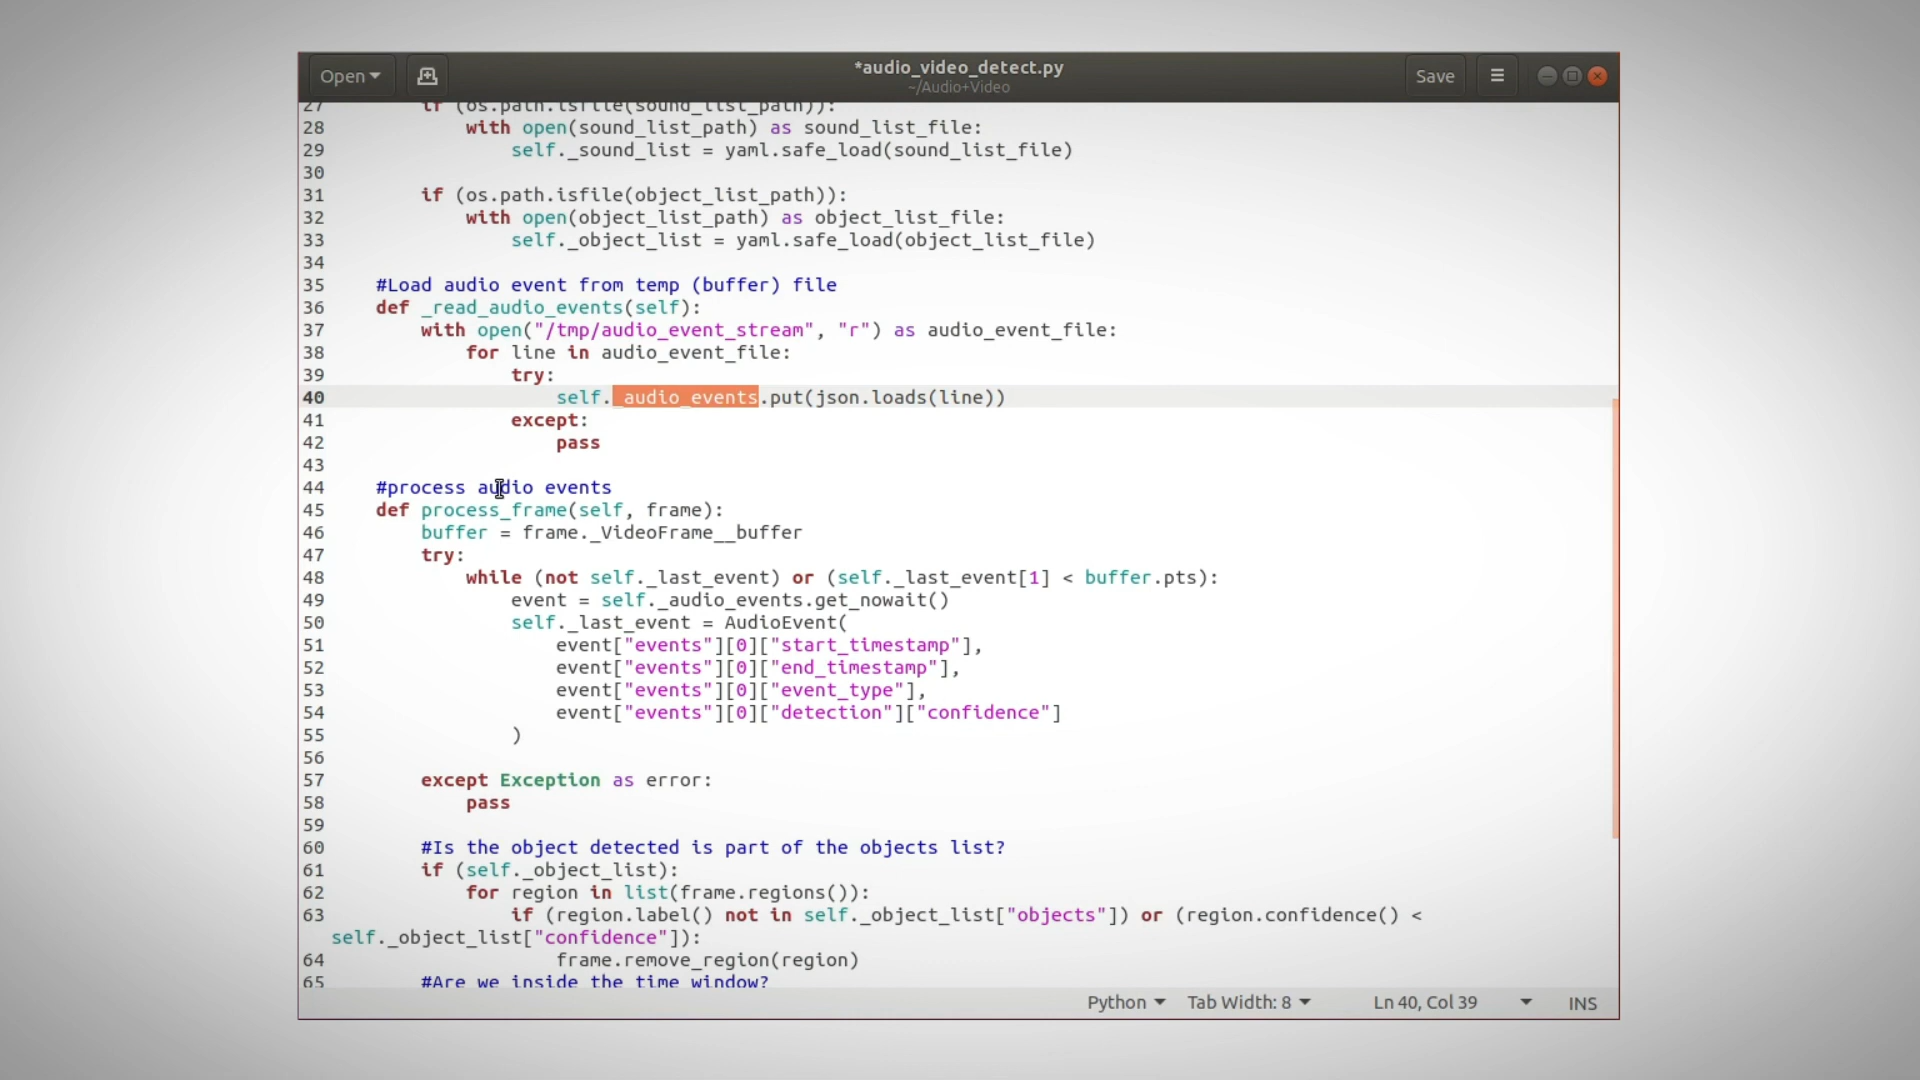 Open
*audio_video_detect.py
~/Audio+Video
Save
27         if (os.path.isfile(sound_list_path)):
28             with open(sound_list_path) as sound_list_file:
29                 self._sound_list = yaml.safe_load(sound_list_file)
30
31         if (os.path.isfile(object_list_path)):
32             with open(object_list_path) as object_list_file:
33                 self._object_list = yaml.safe_load(object_list_file)
34
35     #Load audio event from temp (buffer) file
36     def _read_audio_events(self):
37         with open("/tmp/audio_event_stream", "r") as audio_event_file:
38             for line in audio_event_file:
39                 try:
40                     self._audio_events.put(json.loads(line))
41                 except:
42                     pass
43
44     #process audio events
45     def process_frame(self, frame):
46         buffer = frame._VideoFrame__buffer
47         try:
48             while (not self._last_event) or (self._last_event[1] < buffer.pts):
49                 event = self._audio_events.get_nowait()
50                 self._last_event = AudioEvent(
51                     event["events"][0]["start_timestamp"],
52                     event["events"][0]["end_timestamp"],
53                     event["events"][0]["event_type"],
54                     event["events"][0]["detection"]["confidence"]
55                 )
56
57         except Exception as error:
58             pass
59
60         #Is the object detected is part of the objects list?
61         if (self._object_list):
62             for region in list(frame.regions()):
63                 if (region.label() not in self._object_list["objects"]) or (region.confidence() <
self._object_list["confidence"]):
64                     frame.remove_region(region)
65         #Are we inside the time window?
Python Tab Width: 8 Ln 40, Col 39 INS